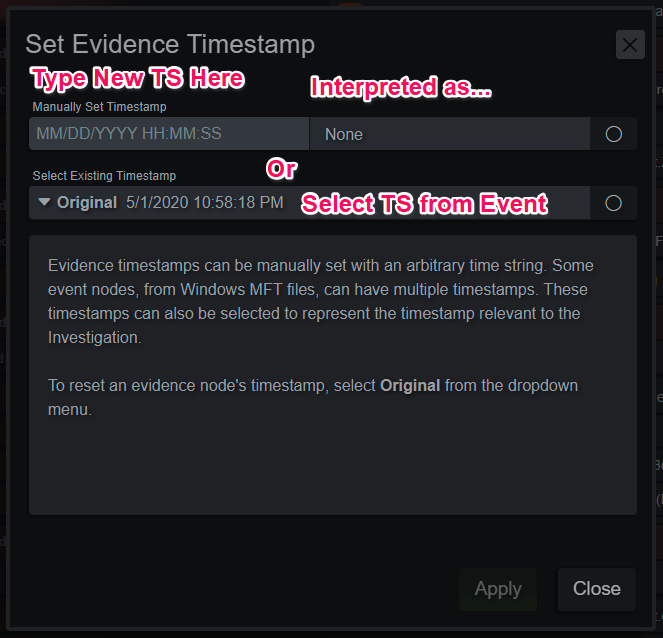 Set Evidence Timestamp
Type New TS Here
Interpreted as...
Manually Set Timestamp
MM/DD/YYYY HH:MM:SS
None
Or
Select Existing Timestamp
Original 5/1/2020 10:58:18 PM
Select TS from Event
Evidence timestamps can be manually set with an arbitrary time string. Some
event nodes, from Windows MFT files, can have multiple timestamps. These
timestamps can also be selected to represent the timestamp relevant to the
Investigation.
To reset an evidence node's timestamp, select Original from the dropdown
menu.
Apply
Close